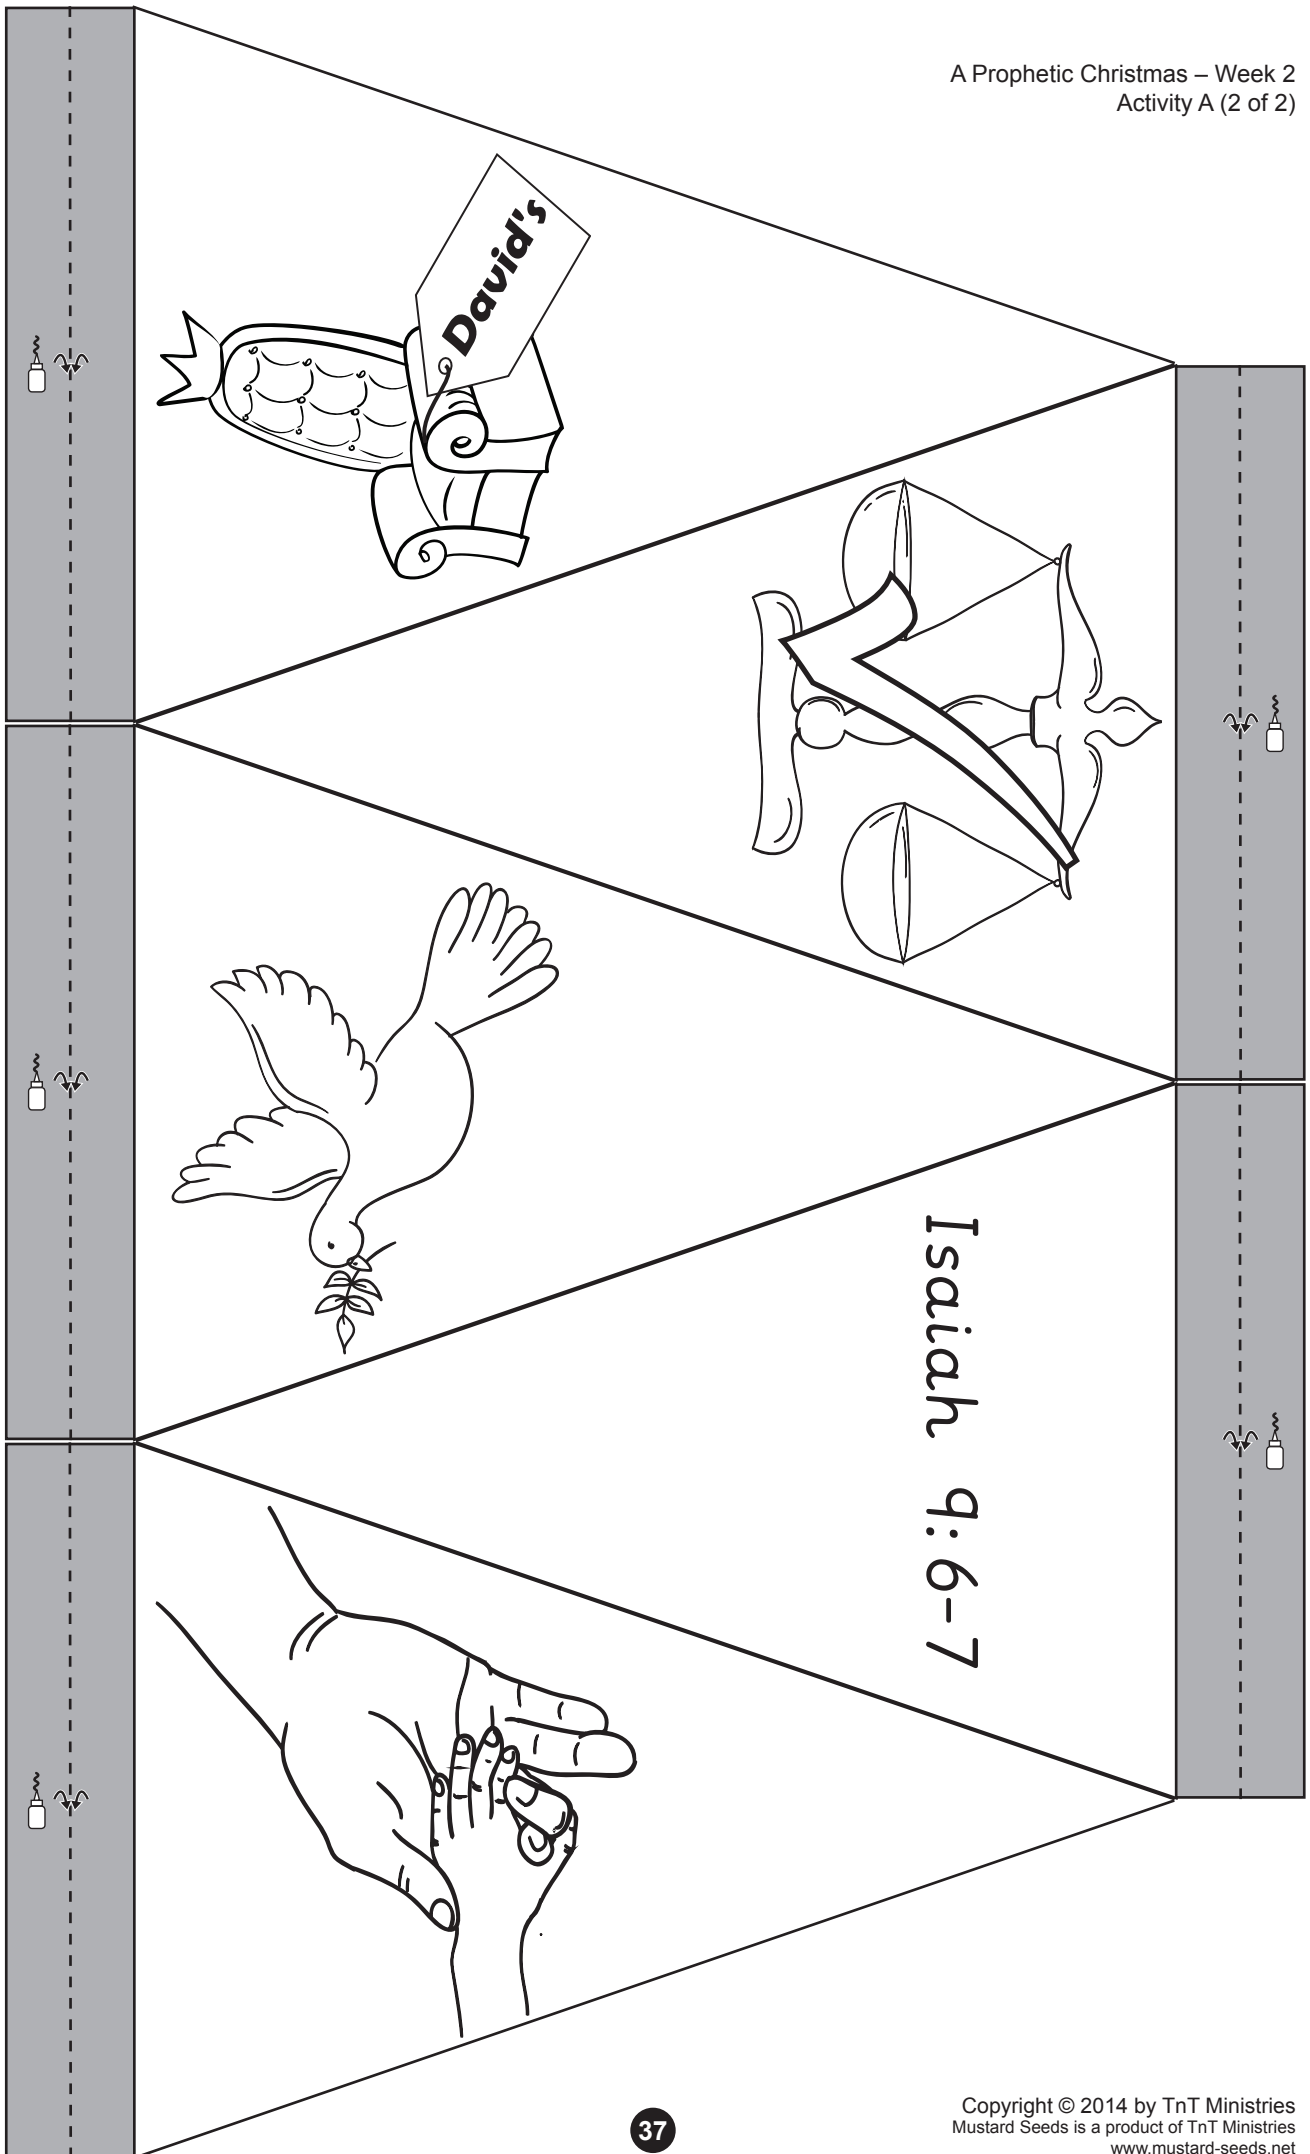 A Prophetic Christmas – Week 2
Activity A (2 of 2)
David's
Isaiah 9:6–7
37
Copyright © 2014 by TnT Ministries
Mustard Seeds is a product of TnT Ministries
www.mustard-seeds.net